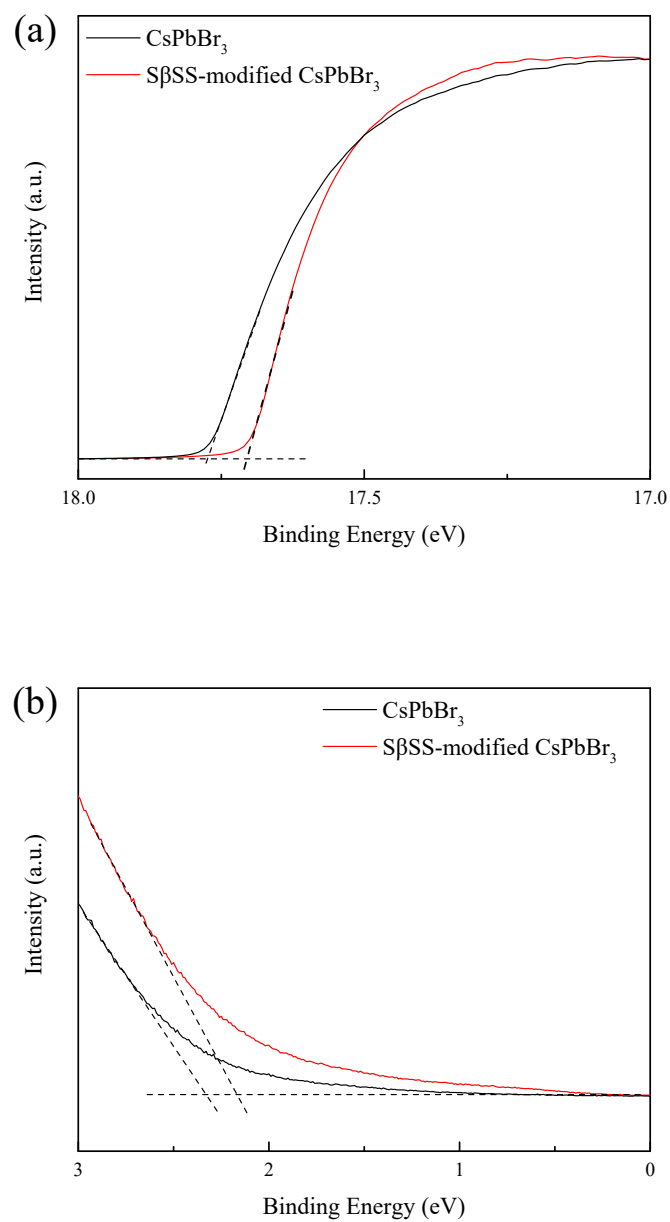 (a)
CsPbBr₃
SβSS-modified CsPbBr₃
Intensity (a.u.)
18.0 17.5 17.0
Binding Energy (eV)
(b)
CsPbBr₃
SβSS-modified CsPbBr₃
Intensity (a.u.)
3 2 1 0
Binding Energy (eV)